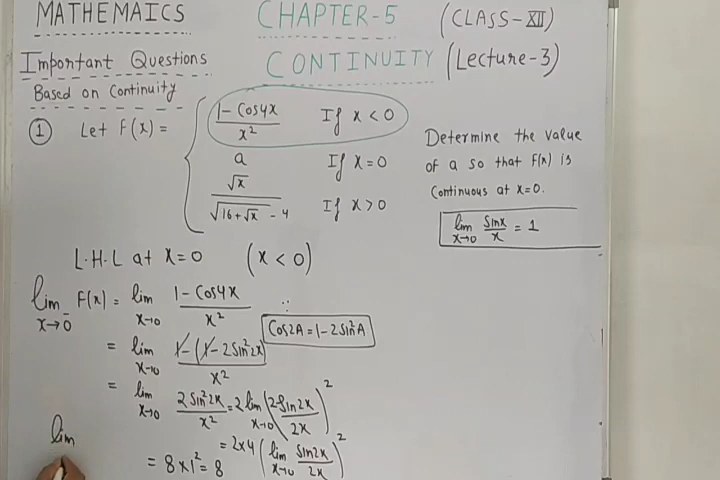 MATHEMAICS CHAPTER-5 (CLASS-XII)
Important Questions CONTINUITY (Lecture-3)
Based on Continuity
① Let F(x) = { 1-Cos4x / x² If x < 0
a If x = 0
√x / √(16+√x) - 4 If x > 0
Determine the value
of a so that F(x) is
Continuous at x=0.
lim x→0 Sinx/x = 1
L.H.L at x=0 (x < 0)
lim x→0⁻ F(x) = lim x→0 1-Cos4x / x² ∵
Cos2A = 1-2Sin²A
= lim x→0 1-(1-2Sin²2x) / x²
= lim x→0 2Sin²2x / x² = 2 lim x→0 (2Sin2x / 2x)²
= 2x4 (lim x→0 Sin2x / 2x)²
= 8x1² = 8
lim